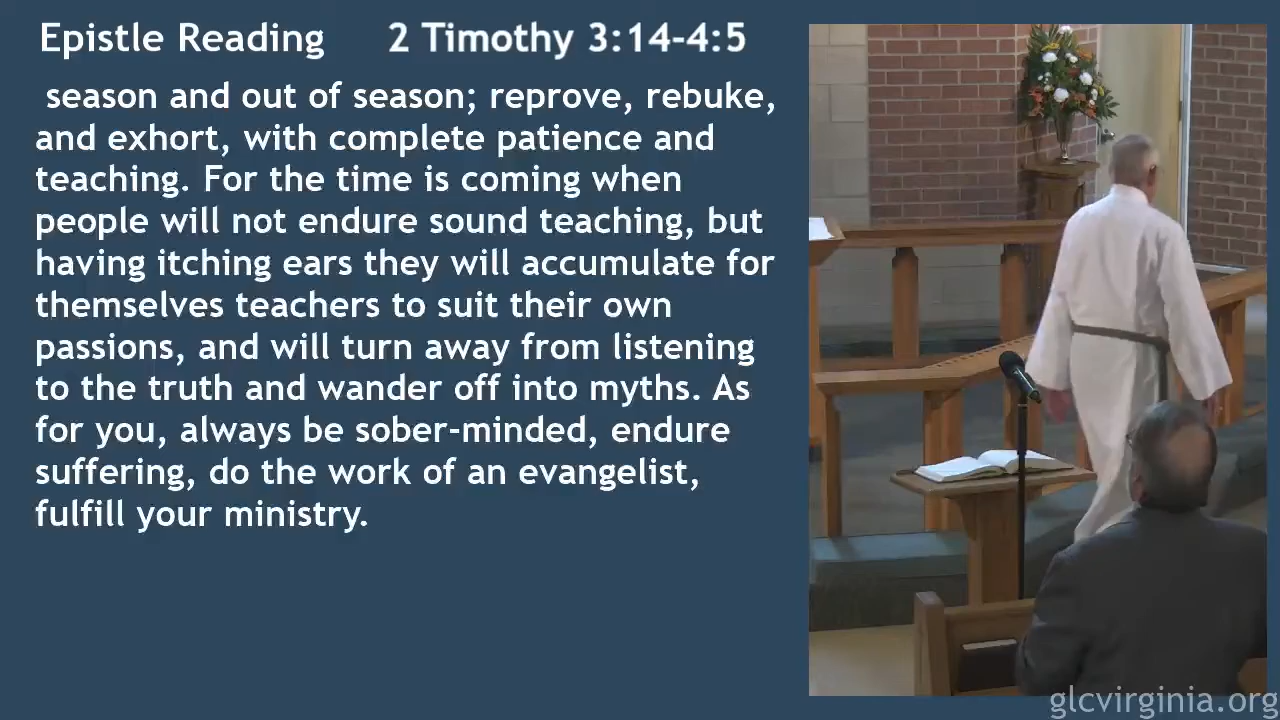 Epistle Reading 2 Timothy 3:14-4:5
season and out of season; reprove, rebuke,
and exhort, with complete patience and
teaching. For the time is coming when
people will not endure sound teaching, but
having itching ears they will accumulate for
themselves teachers to suit their own
passions, and will turn away from listening
to the truth and wander off into myths. As
for you, always be sober-minded, endure
suffering, do the work of an evangelist,
fulfill your ministry.
glcvirginia.org